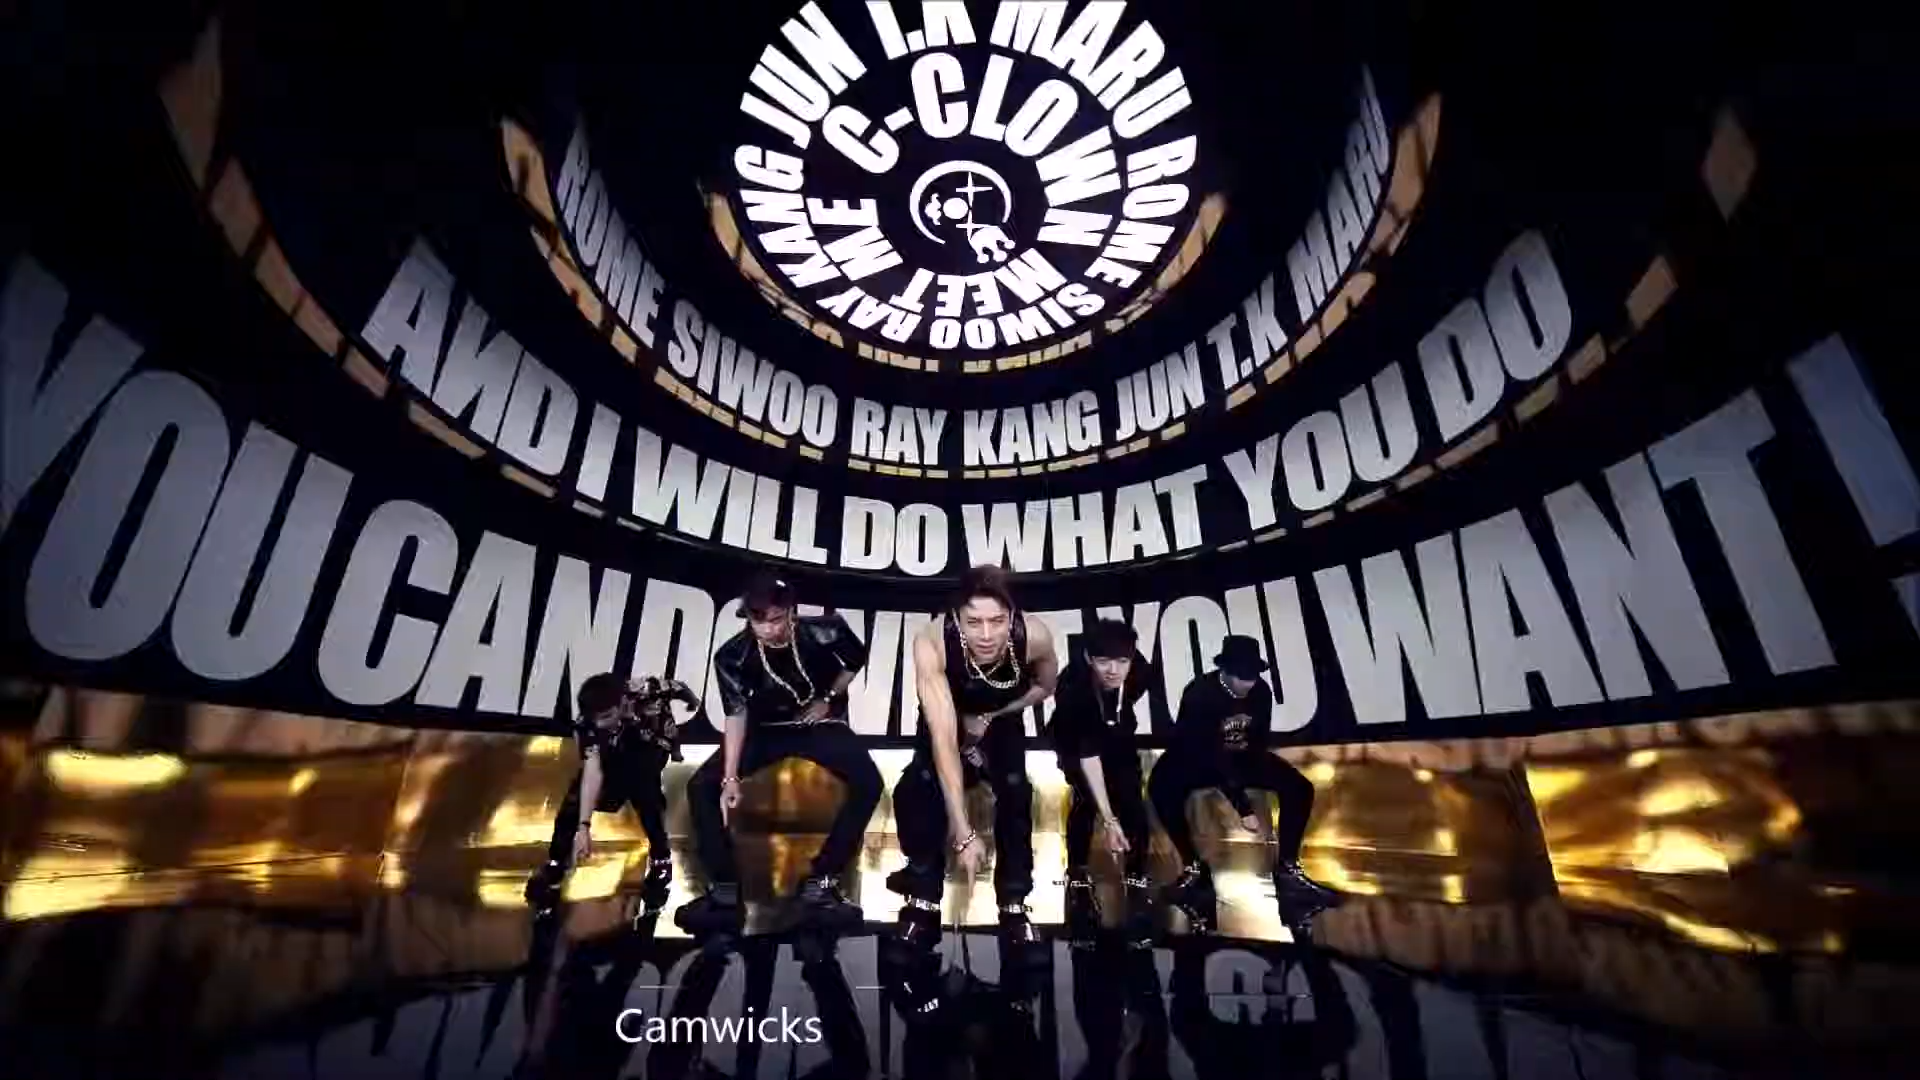 KANG JUN T.K MARU ROME SIWOO RAY
C-CLOWN MEET ME
ROME SIWOO RAY KANG JUN T.K MARU
AND I WILL DO WHAT YOU DO
YOU CAN DO WHAT YOU WANT !
Camwicks